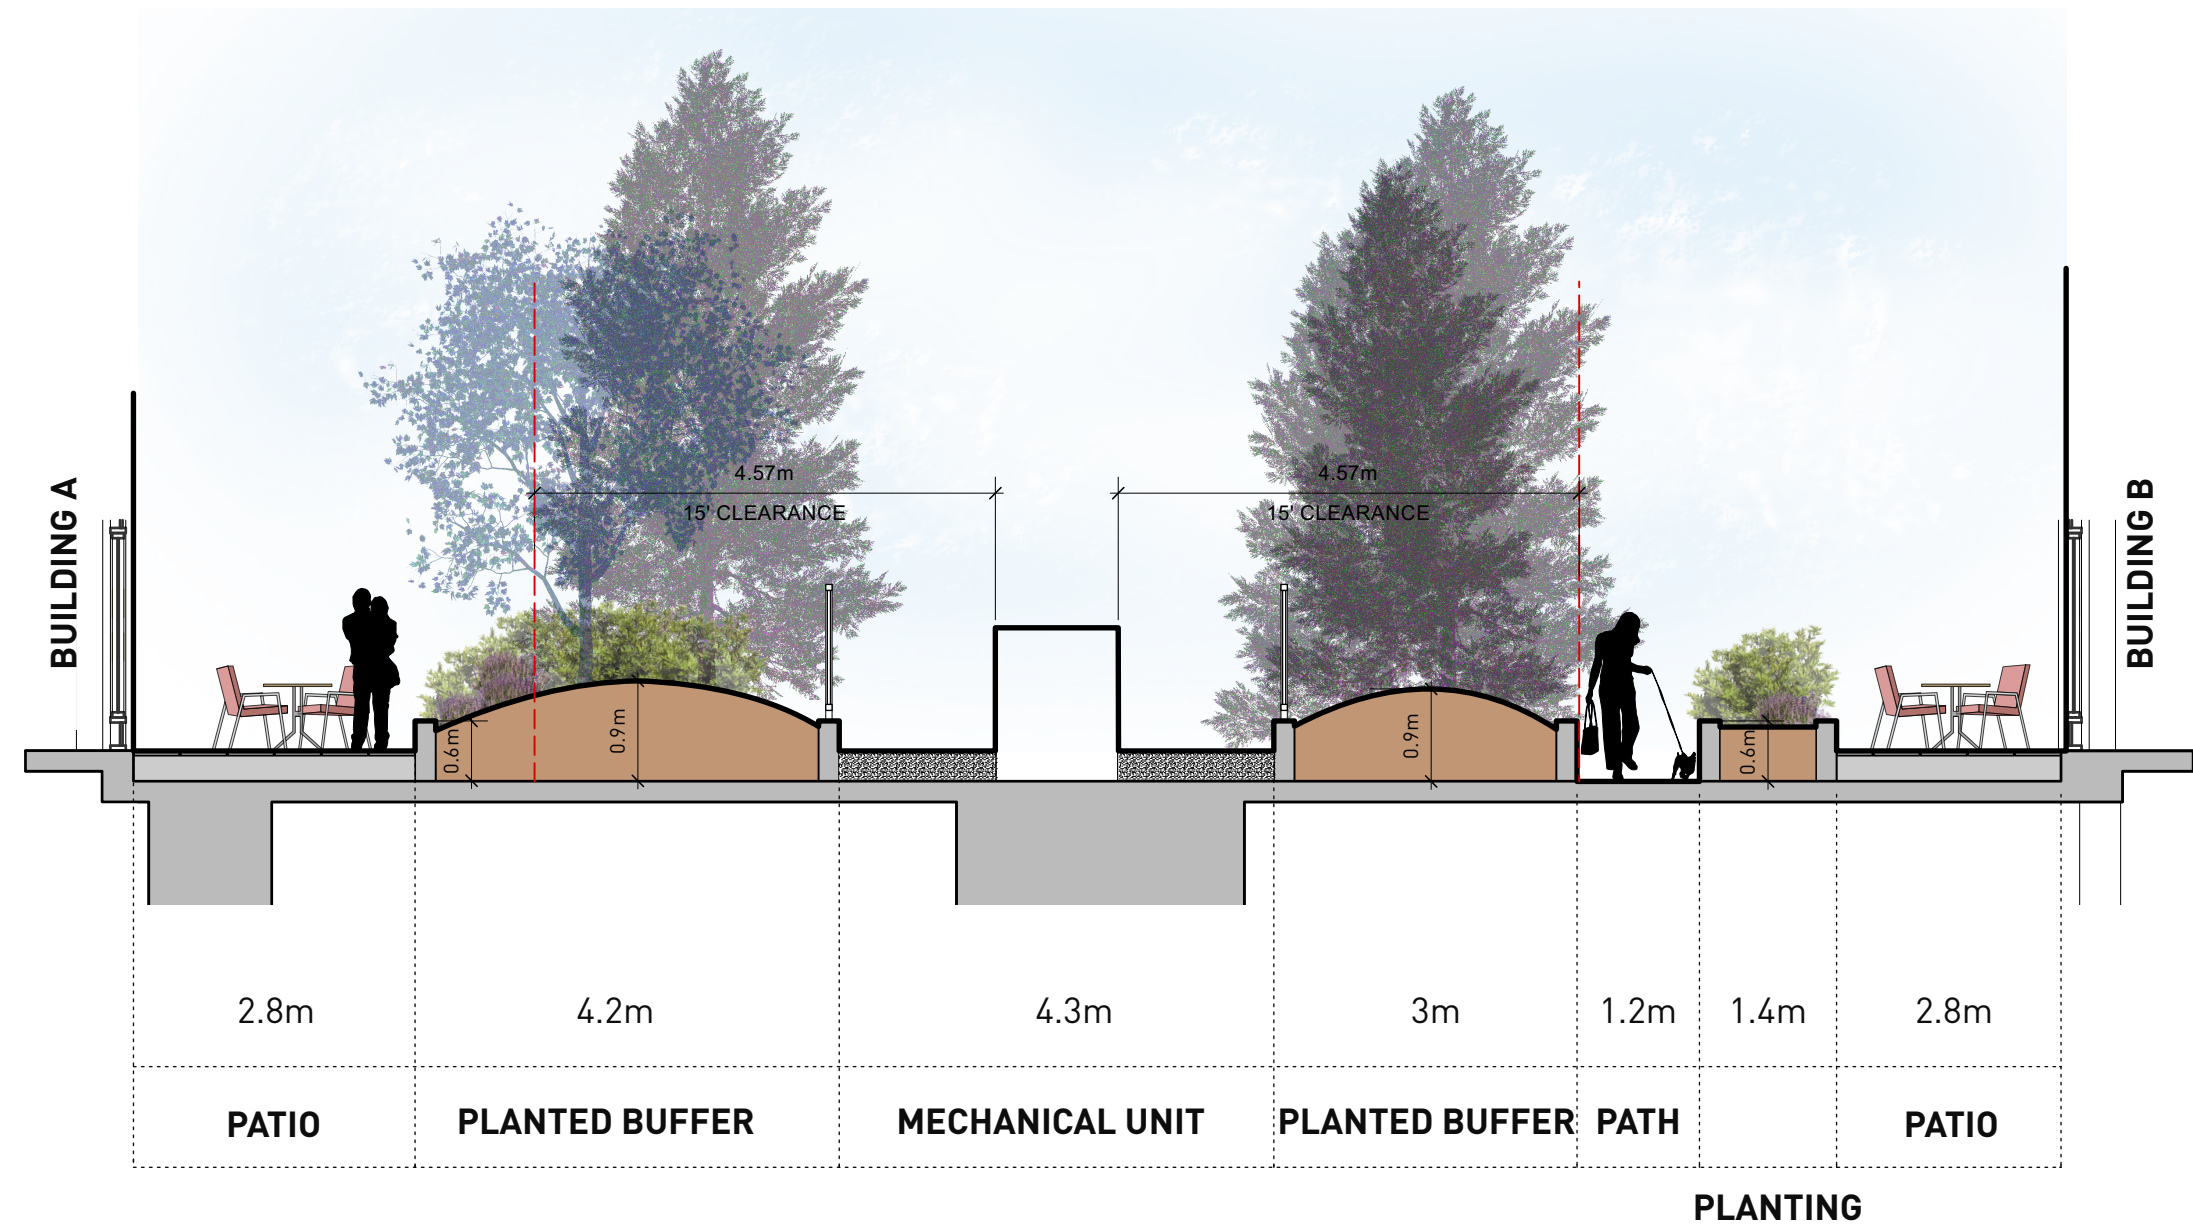 4.57m
4.57m
15' CLEARANCE
15' CLEARANCE
BUILDING A
BUILDING B
0.6m
0.9m
0.9m
0.6m
2.8m
4.2m
4.3m
3m
1.2m
1.4m
2.8m
PATIO
PLANTED BUFFER
MECHANICAL UNIT
PLANTED BUFFER
PATH
PATIO
PLANTING